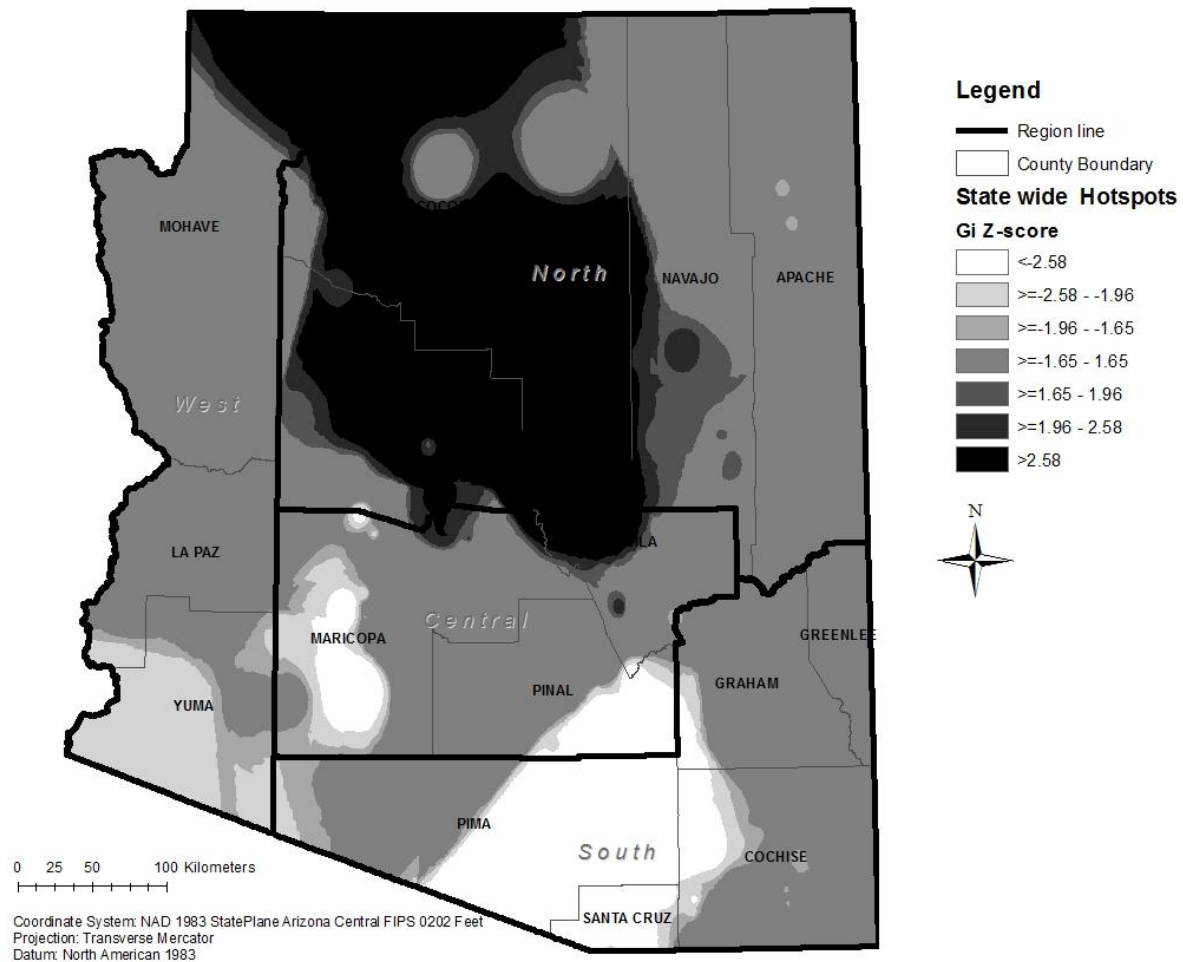 MOHAVE
COCO
North
NAVAJO
APACHE
West
LA PAZ
LA
Central
MARICOPA
GREENLEE
GRAHAM
YUMA
PINAL
PIMA
South
COCHISE
SANTA CRUZ
Legend
Region line
County Boundary
State wide Hotspots
Gi Z-score
<-2.58
>=-2.58 - -1.96
>=-1.96 - -1.65
>=-1.65 - 1.65
>=1.65 - 1.96
>=1.96 - 2.58
>2.58
N
0 25 50 100 Kilometers
Coordinate System: NAD 1983 StatePlane Arizona Central FIPS 0202 Feet
Projection: Transverse Mercator
Datum: North American 1983